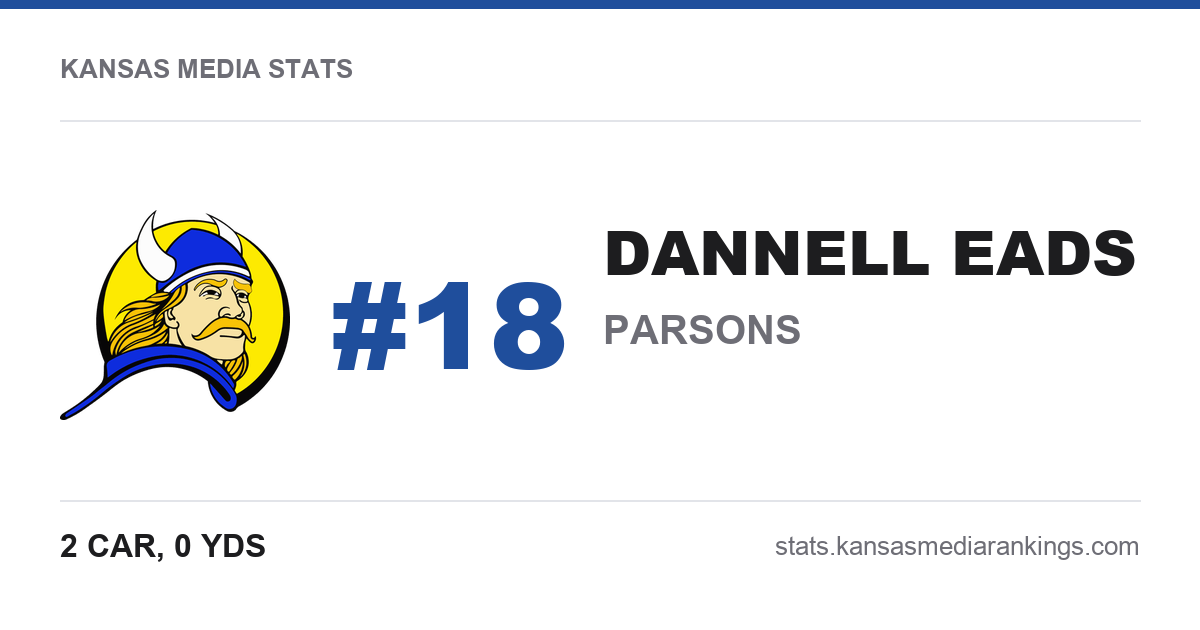 KANSAS MEDIA STATS
#18
DANNELL EADS
PARSONS
2 CAR, 0 YDS
stats.kansasmediarankings.com